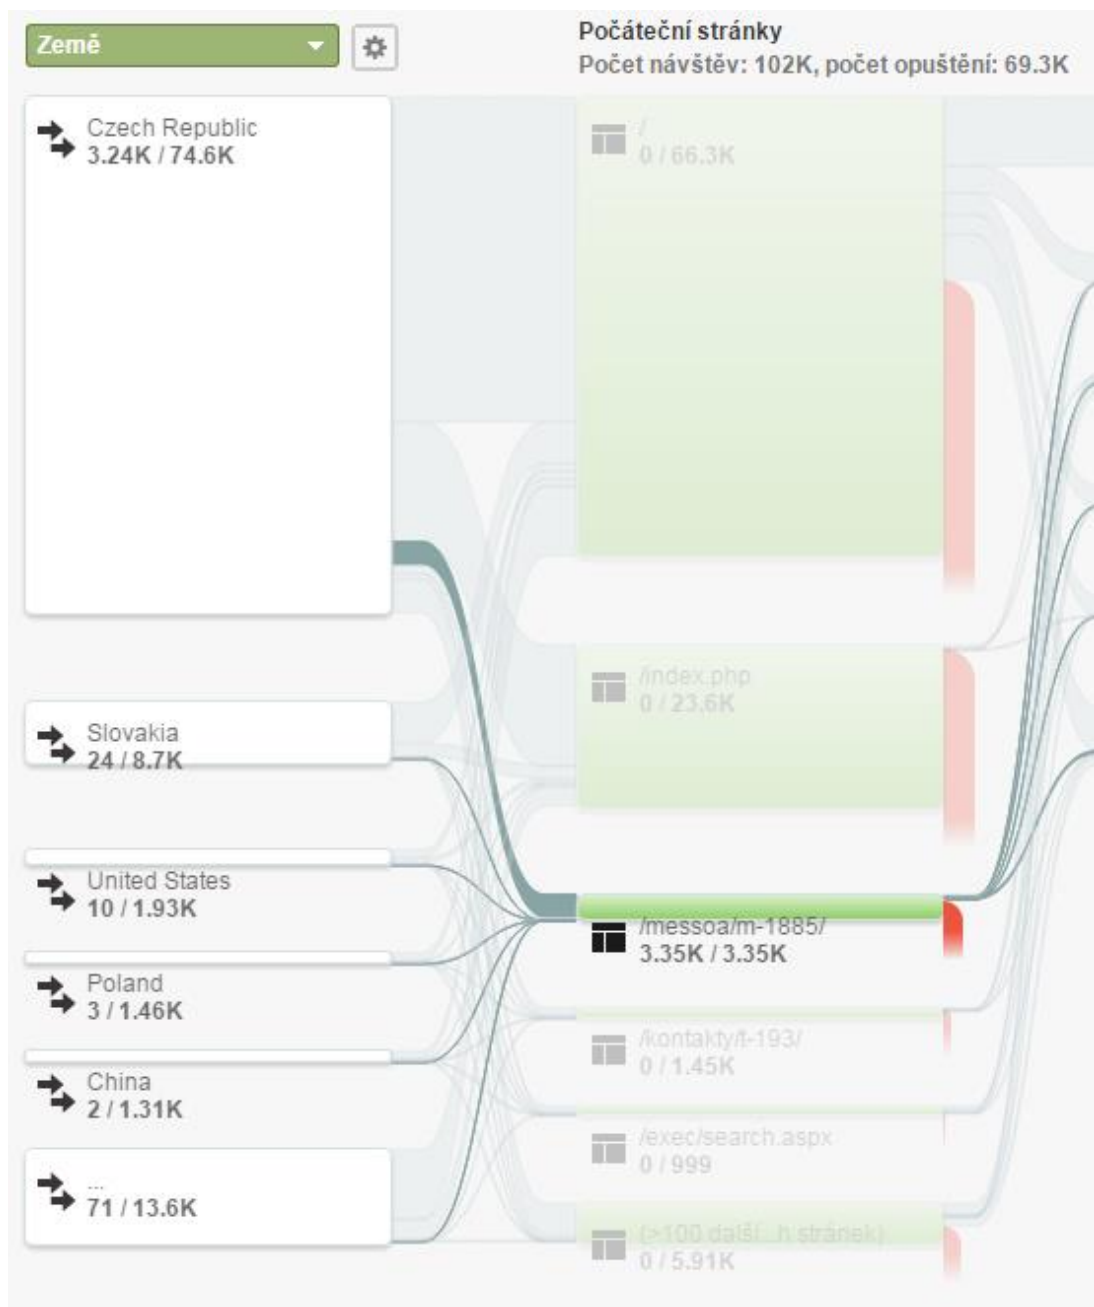 Země
Počáteční stránky
Počet návštěv: 102K, počet opuštění: 69.3K
Czech Republic
3.24K / 74.6K
Slovakia
24 / 8.7K
United States
10 / 1.93K
Poland
3 / 1.46K
China
2 / 1.31K
...
71 / 13.6K
/
0 / 66.3K
/index.php
0 / 23.6K
/messoa/m-1885/
3.35K / 3.35K
/kontakty/t-193/
0 / 1.45K
/exec/search.aspx
0 / 999
(>100 další...h stránek)
0 / 5.91K